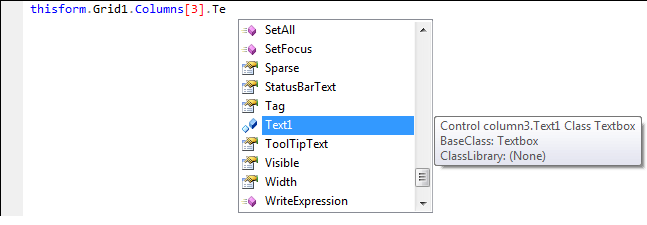 thisform.Grid1.Columns[3].Te
SetAll
SetFocus
Sparse
StatusBarText
Tag
Text1
ToolTipText
Visible
Width
WriteExpression
Control column3.Text1 Class Textbox
BaseClass: Textbox
ClassLibrary: (None)